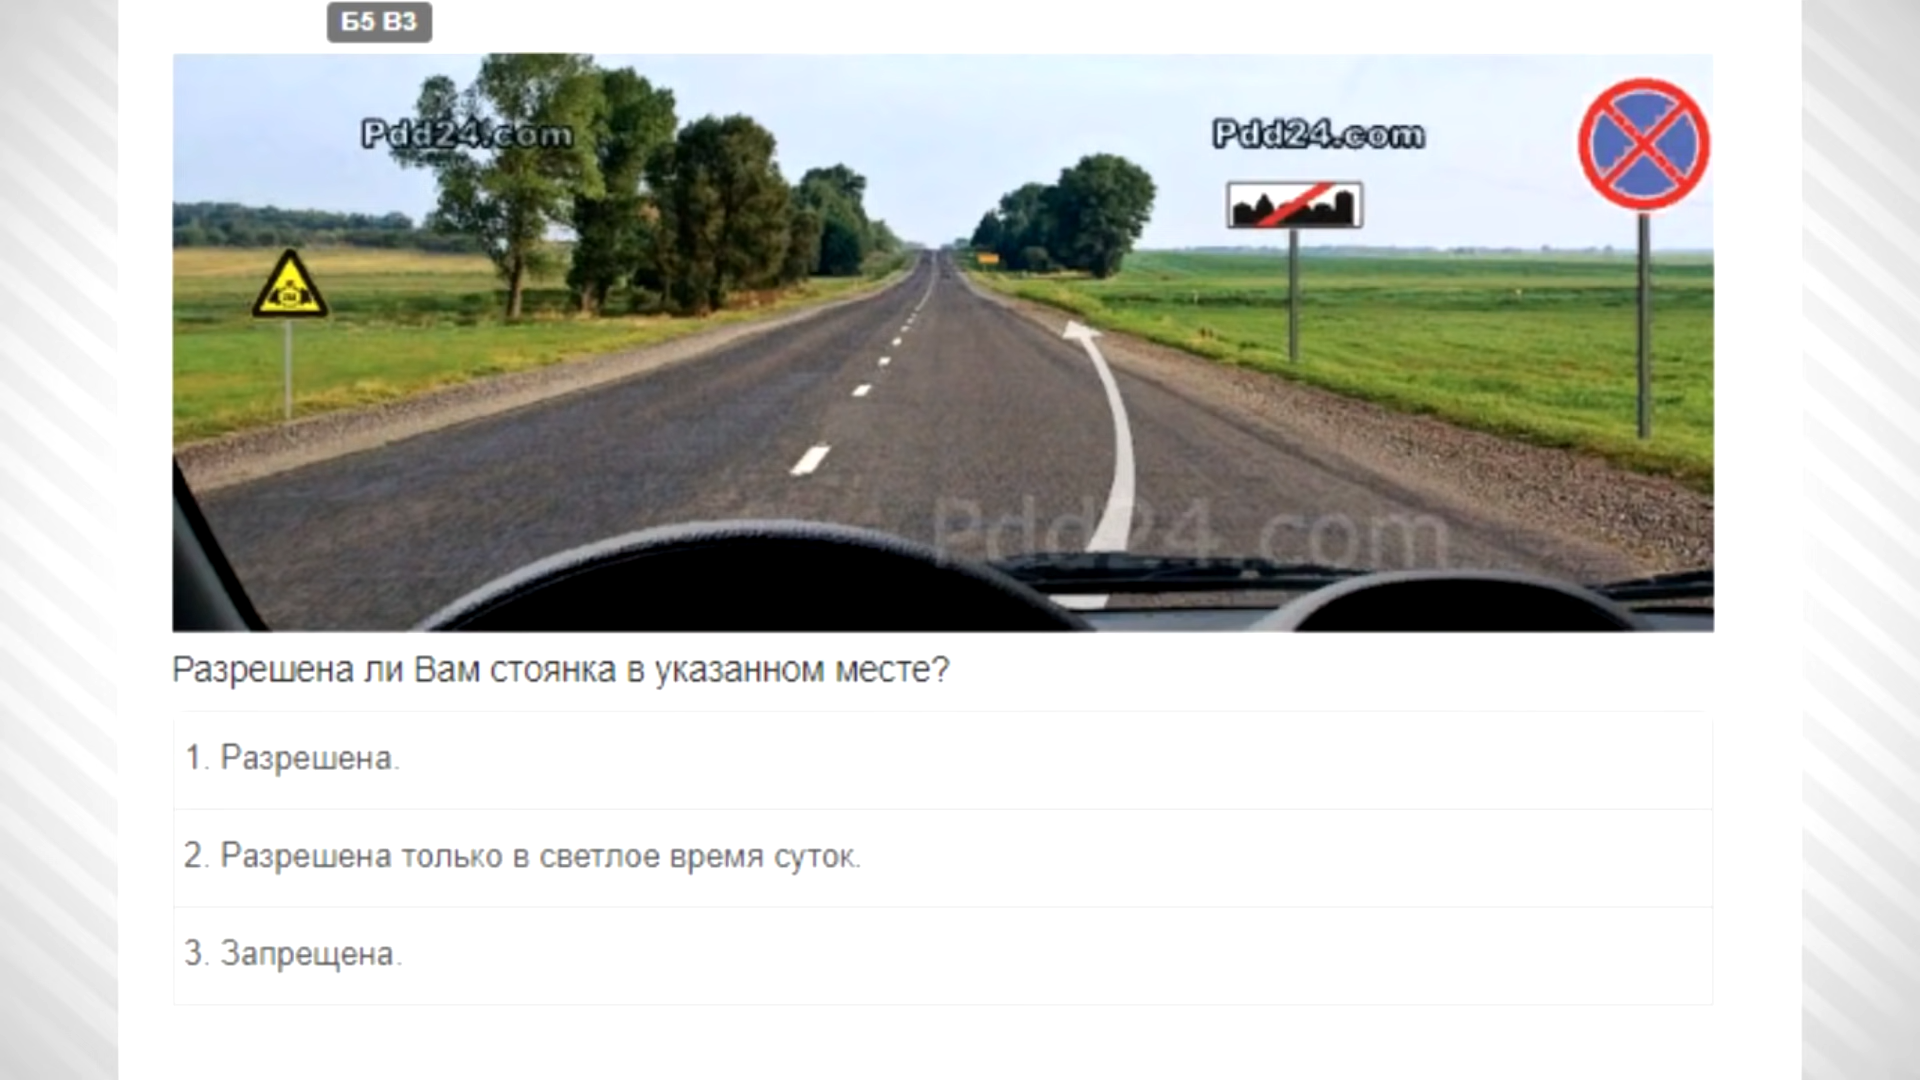 Б5 В3
Pdd24.com
Pdd24.com
Pdd24.com
Разрешена ли Вам стоянка в указанном месте?
1. Разрешена.
2. Разрешена только в светлое время суток.
3. Запрещена.